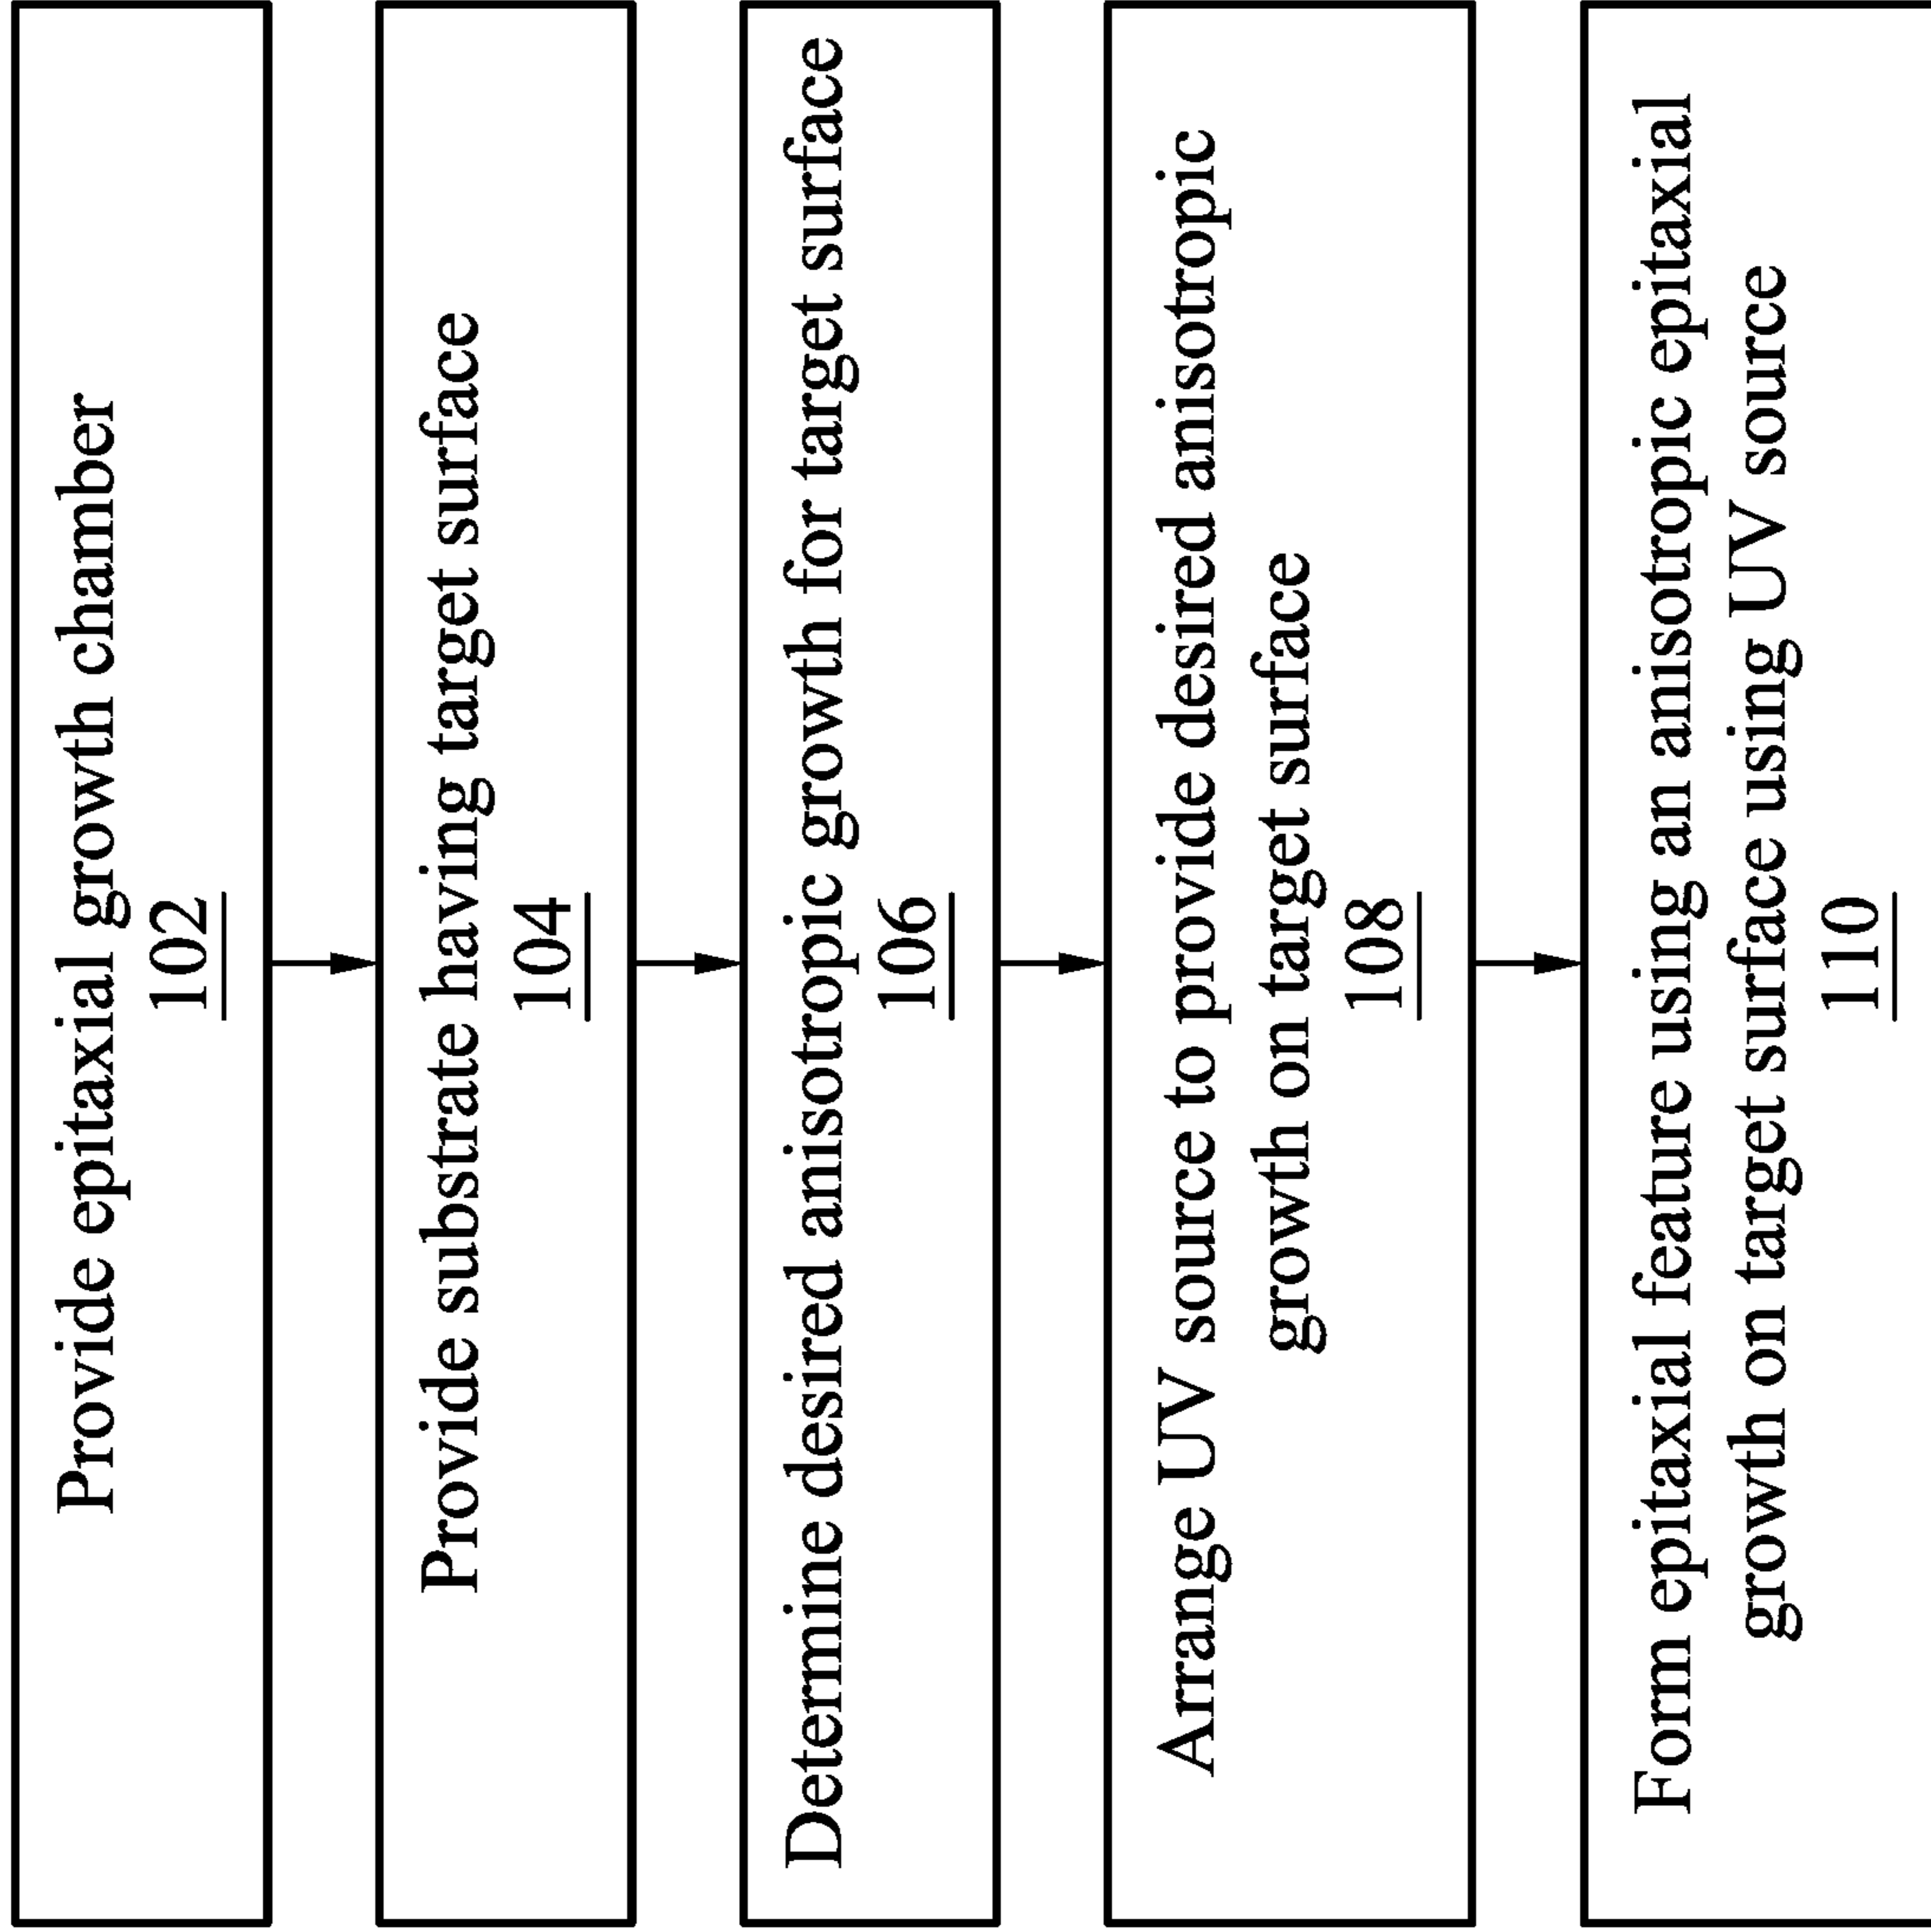 Provide epitaxial growth chamber
102
Provide substrate having target surface
104
Determine desired anisotropic growth for target surface
106
Arrange UV source to provide desired anisotropic
growth on target surface
108
Form epitaxial feature using an anisotropic epitaxial
growth on target surface using UV source
110